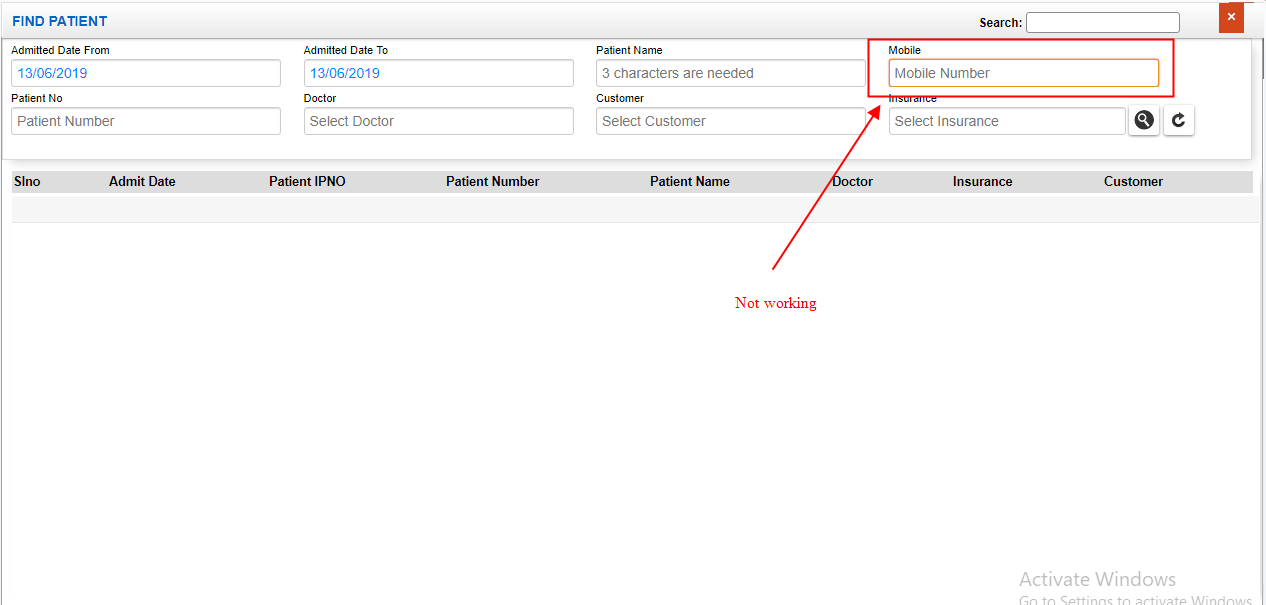 FIND PATIENT
Search:
×
Admitted Date From
Admitted Date To
Patient Name
Mobile
13/06/2019
13/06/2019
3 characters are needed
Mobile Number
Patient No
Doctor
Customer
Insurance
Patient Number
Select Doctor
Select Customer
Select Insurance
Slno Admit Date Patient IPNO Patient Number Patient Name Doctor Insurance Customer
Not working
Activate Windows
Go to Settings to activate Windows